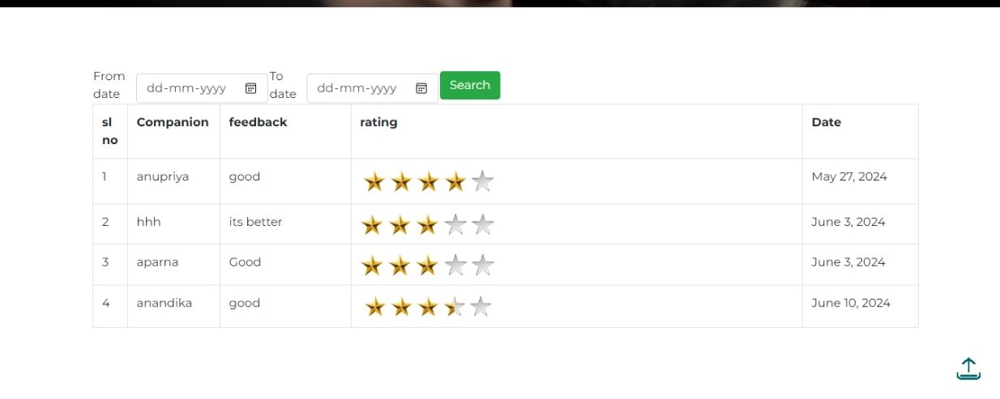 From date dd-mm-yyyy To date dd-mm-yyyy Search
sl no Companion feedback rating Date
1 anupriya good May 27, 2024
2 hhh its better June 3, 2024
3 aparna Good June 3, 2024
4 anandika good June 10, 2024